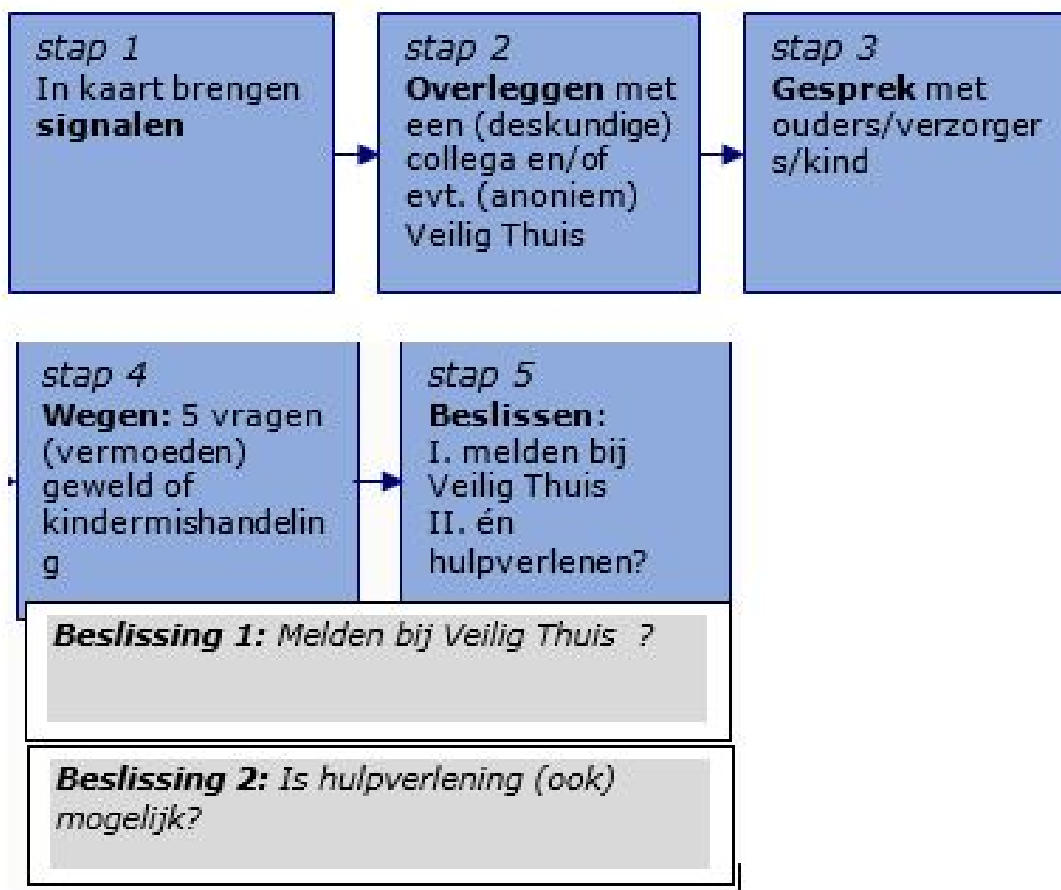 stap 1
In kaart brengen
signalen
stap 2
Overleggen met
een (deskundige)
collega en/of
evt. (anoniem)
Veilig Thuis
stap 3
Gesprek met
ouders/verzorger
s/kind
stap 4
Wegen: 5 vragen
(vermoeden)
geweld of
kindermishandelin
g
stap 5
Beslissen:
I. melden bij
Veilig Thuis
II. én
hulpverlenen?
Beslissing 1: Melden bij Veilig Thuis ?
Beslissing 2: Is hulpverlening (ook)
mogelijk?